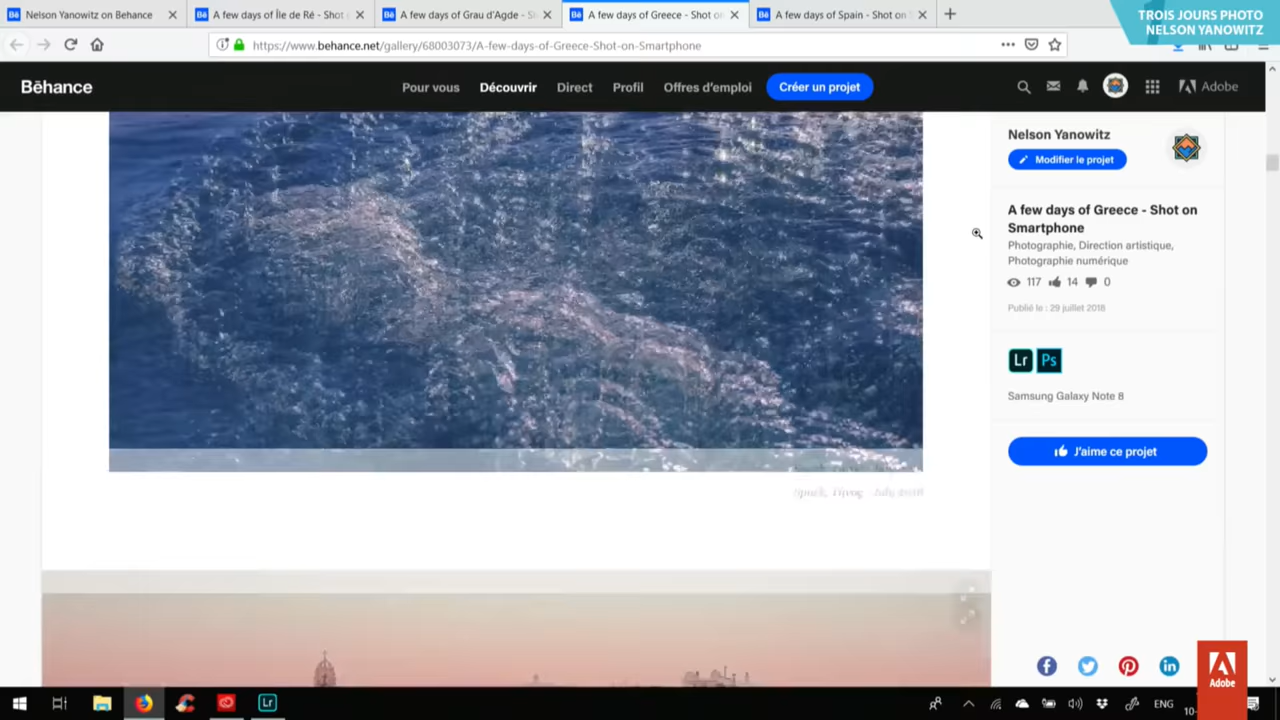 Nelson Yanowitz on Behance
A few days of Île de Ré - Shot
A few days of Grau d'Agde - S
A few days of Greece - Shot o
A few days of Spain - Shot on
TROIS JOURS PHOTO
NELSON YANOWITZ
https://www.behance.net/gallery/68003073/A-few-days-of-Greece-Shot-on-Smartphone
Bēhance
Pour vous
Découvrir
Direct
Profil
Offres d'emploi
Créer un projet
Adobe
Nelson Yanowitz
Modifier le projet
A few days of Greece - Shot on
Smartphone
Photographie, Direction artistique,
Photographie numérique
117 14 0
Publié le : 29 juillet 2018
Lr Ps
Samsung Galaxy Note 8
J'aime ce projet
Adobe
Lr
ENG
10-